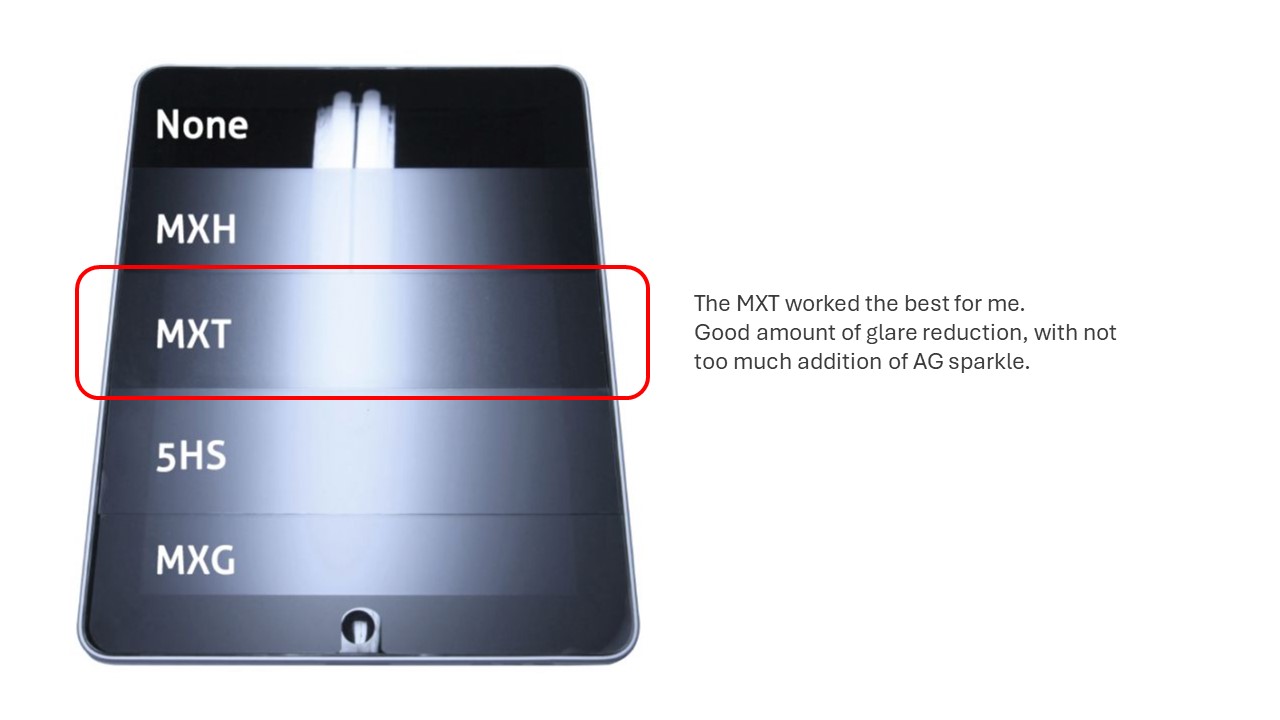 None
MXH
MXT
5HS
MXG
The MXT worked the best for me.
Good amount of glare reduction, with not
too much addition of AG sparkle.